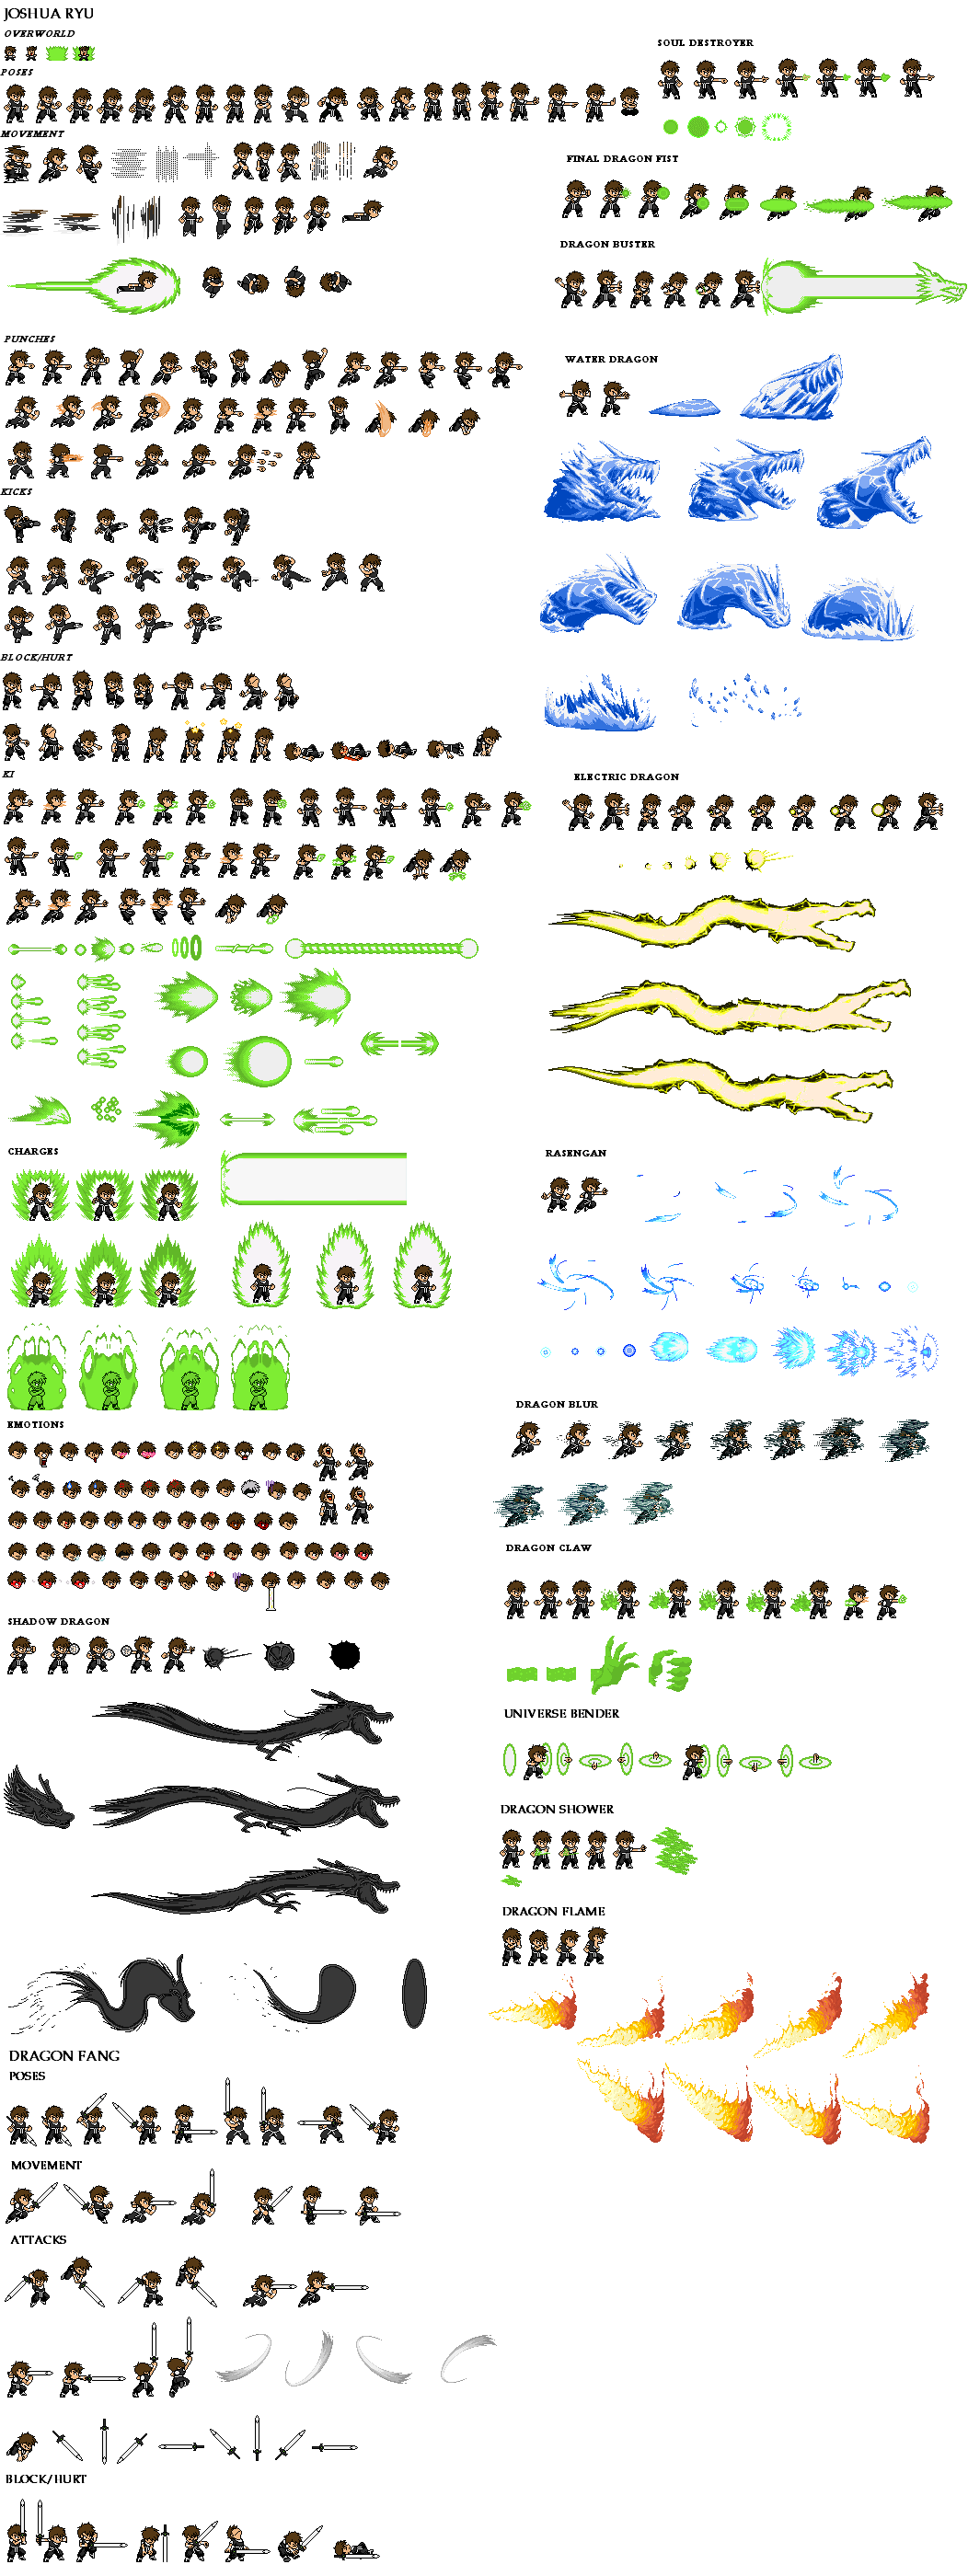 JOSHUA RYU
OVERWORLD
POSES
MOVEMENT
PUNCHES
KICKS
BLOCK/HURT
KI
CHARGES
EMOTIONS
SHADOW DRAGON
DRAGON FANG
POSES
MOVEMENT
ATTACKS
BLOCK/HURT
SOUL DESTROYER
FINAL DRAGON FIST
DRAGON BUSTER
WATER DRAGON
ELECTRIC DRAGON
RASENGAN
DRAGON BLUR
DRAGON CLAW
UNIVERSE BENDER
DRAGON SHOWER
DRAGON FLAME